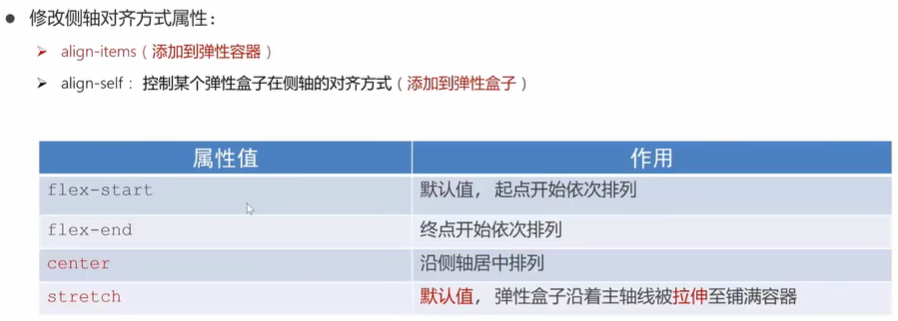 修改侧轴对齐方式属性：
align-items（添加到弹性容器）
align-self： 控制某个弹性盒子在侧轴的对齐方式（添加到弹性盒子）
属性值 作用
flex-start 默认值， 起点开始依次排列
flex-end 终点开始依次排列
center 沿侧轴居中排列
stretch 默认值， 弹性盒子沿着主轴线被拉伸至铺满容器